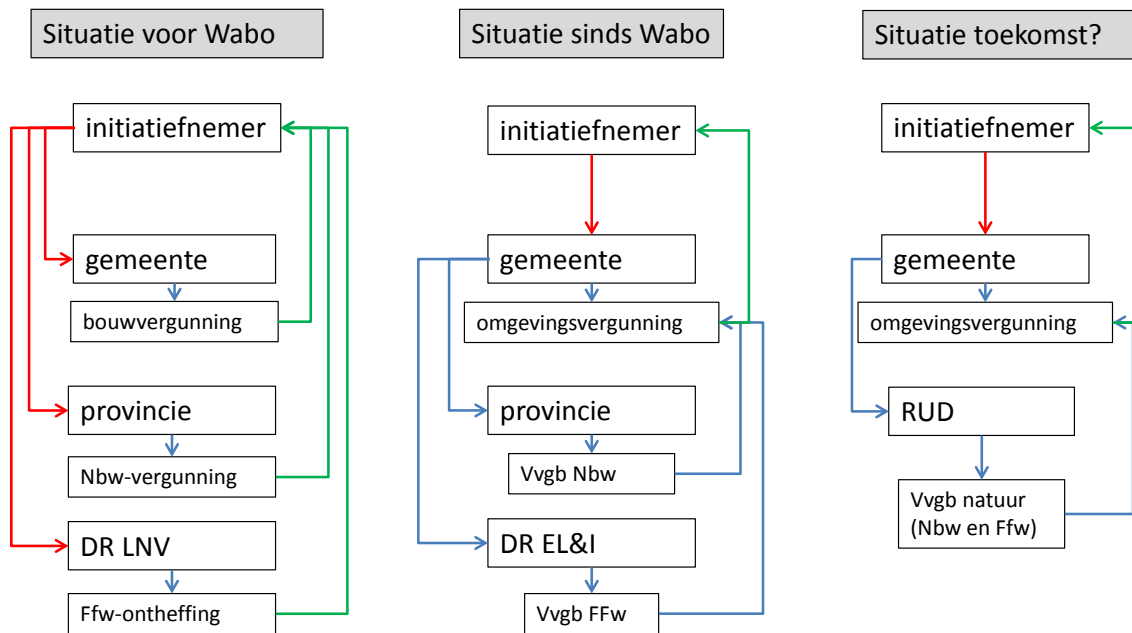 Situatie voor Wabo
initiatiefnemer
gemeente
bouwvergunning
provincie
Nbw-vergunning
DR LNV
Ffw-ontheffing
Situatie sinds Wabo
initiatiefnemer
gemeente
omgevingsvergunning
provincie
Vvgb Nbw
DR EL&I
Vvgb FFw
Situatie toekomst?
initiatiefnemer
gemeente
omgevingsvergunning
RUD
Vvgb natuur
(Nbw en Ffw)